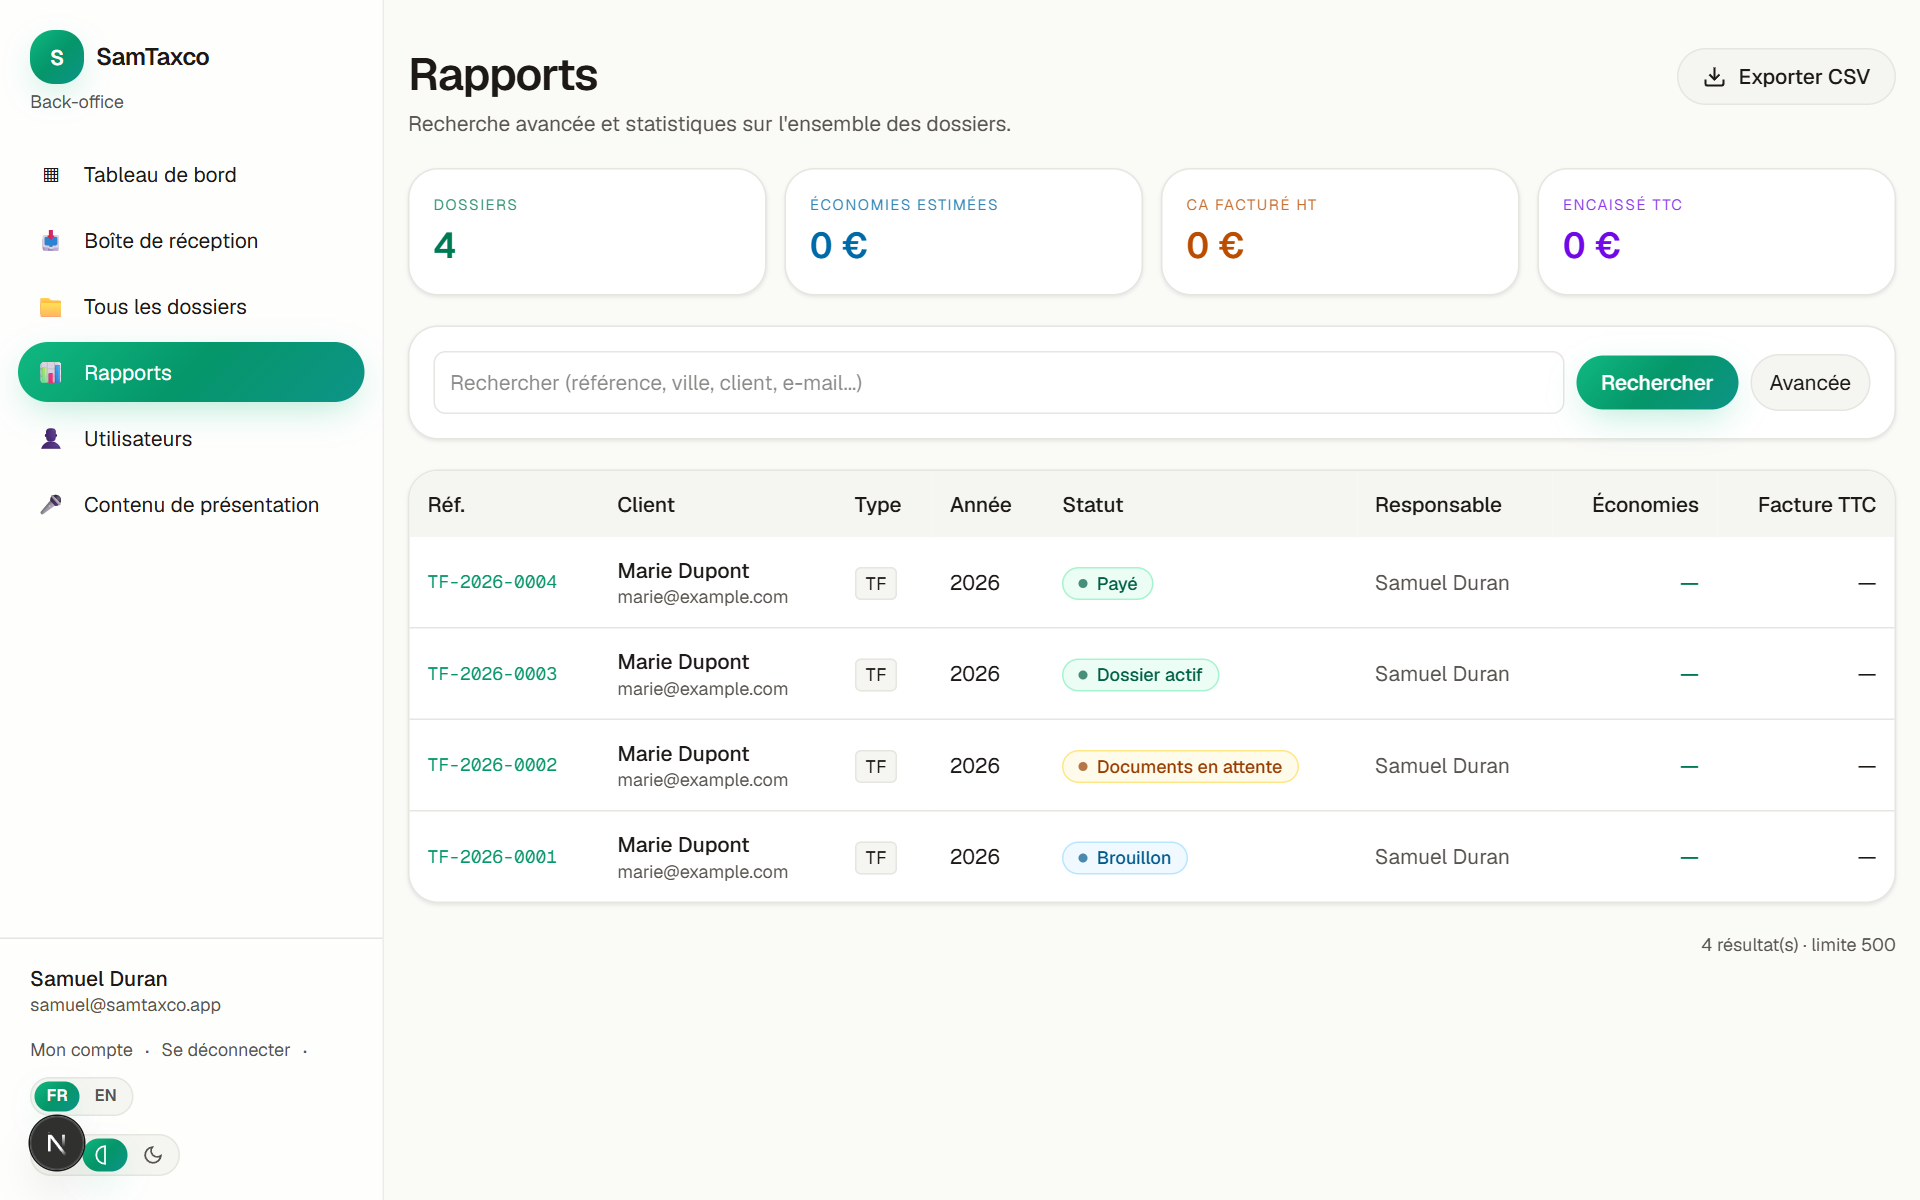 S SamTaxco
Back-office
Tableau de bord
Boîte de réception
Tous les dossiers
Rapports
Utilisateurs
Contenu de présentation
Samuel Duran
samuel@samtaxco.app
Mon compte · Se déconnecter ·
FR EN
N
Rapports
Exporter CSV
Recherche avancée et statistiques sur l'ensemble des dossiers.
DOSSIERS
4
ÉCONOMIES ESTIMÉES
0 €
CA FACTURÉ HT
0 €
ENCAISSÉ TTC
0 €
Rechercher (référence, ville, client, e-mail…) Rechercher Avancée
Réf. Client Type Année Statut Responsable Économies Facture TTC
TF-2026-0004 Marie Dupont TF 2026 Payé Samuel Duran — —
marie@example.com
TF-2026-0003 Marie Dupont TF 2026 Dossier actif Samuel Duran — —
marie@example.com
TF-2026-0002 Marie Dupont TF 2026 Documents en attente Samuel Duran — —
marie@example.com
TF-2026-0001 Marie Dupont TF 2026 Brouillon Samuel Duran — —
marie@example.com
4 résultat(s) · limite 500